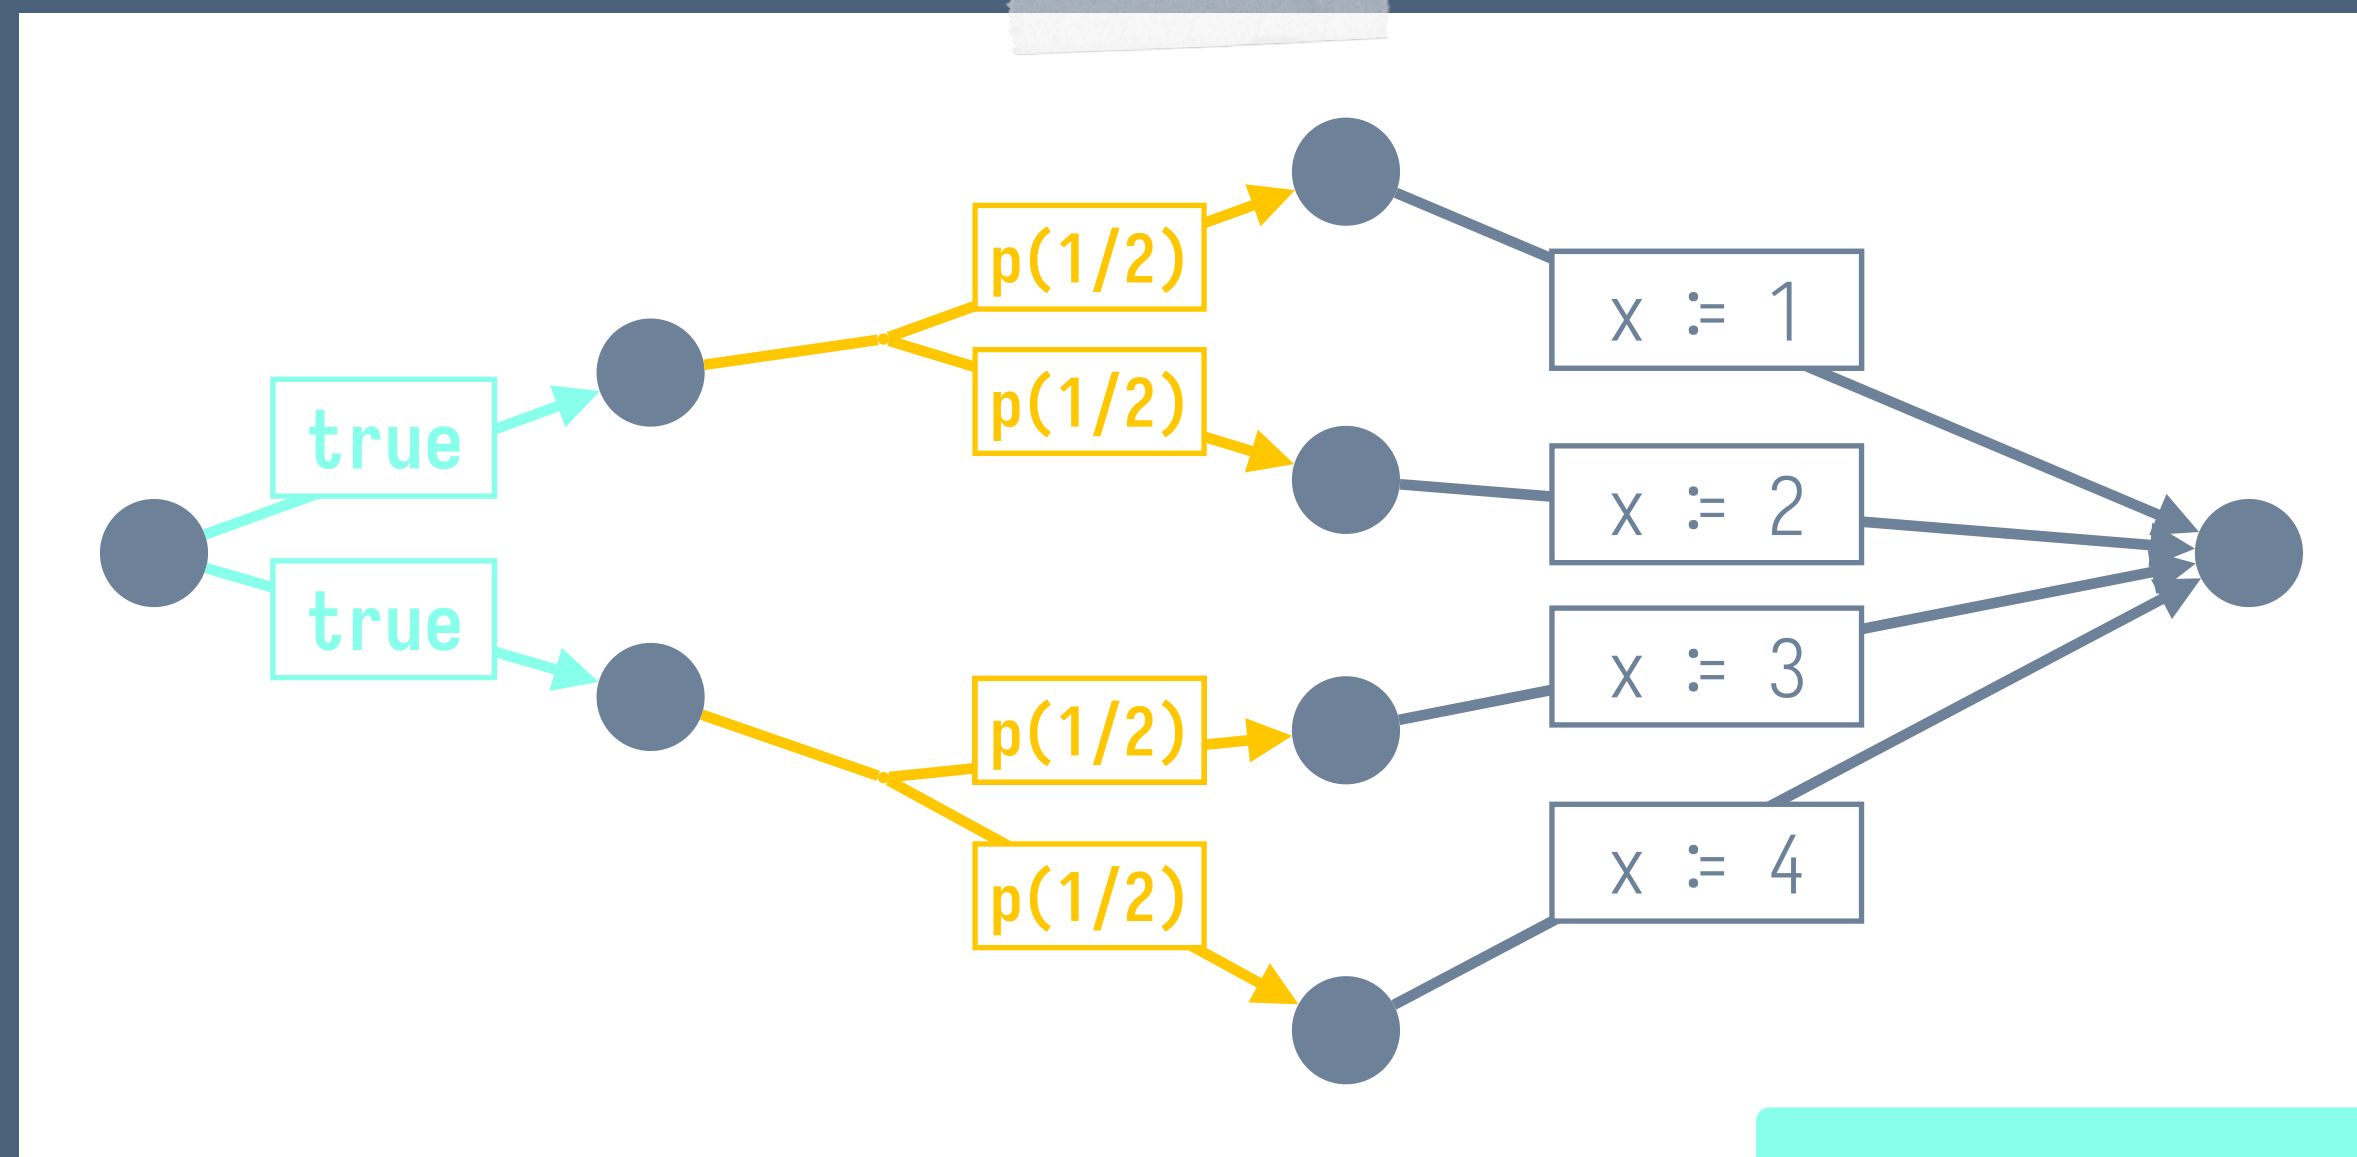 true
true
p(1/2)
p(1/2)
p(1/2)
p(1/2)
x := 1
x := 2
x := 3
x := 4